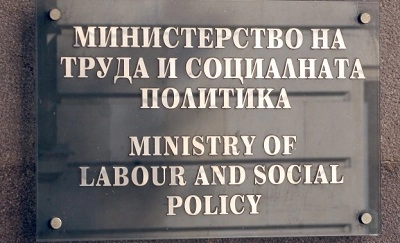 МИНИСТЕРСТВО НА
ТРУДА И СОЦИАЛНАТА
ПОЛИТИКА
MINISTRY OF
LABOUR AND SOCIAL
POLICY